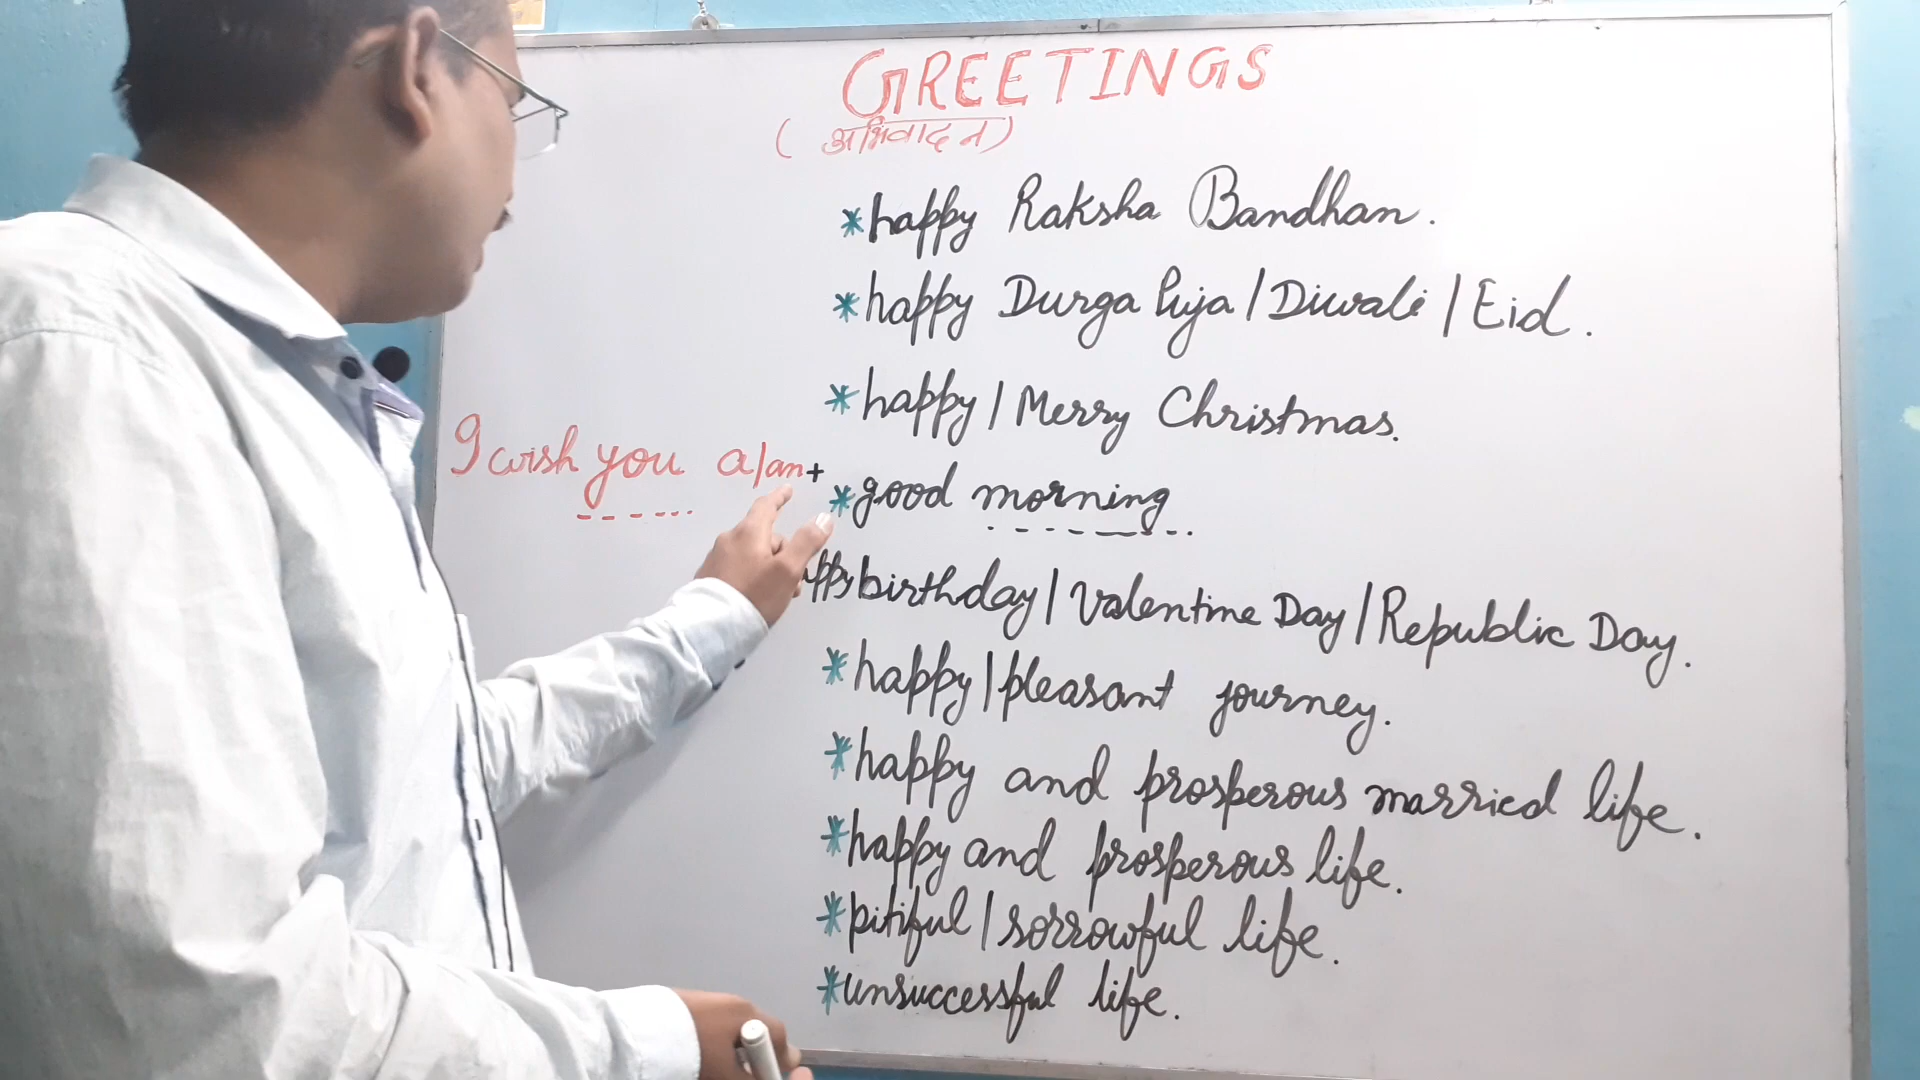 GREETINGS
(अभिवादन)
*happy Raksha Bandhan.
*happy Durga Puja/Diwali/Eid.
*happy/Merry Christmas.
I wish you a/an+
*good morning
birthday/Valentine Day/Republic Day.
*happy/pleasant journey.
*happy and prosperous married life.
*happy and prosperous life.
*pitiful/sorrowful life.
*unsuccessful life.